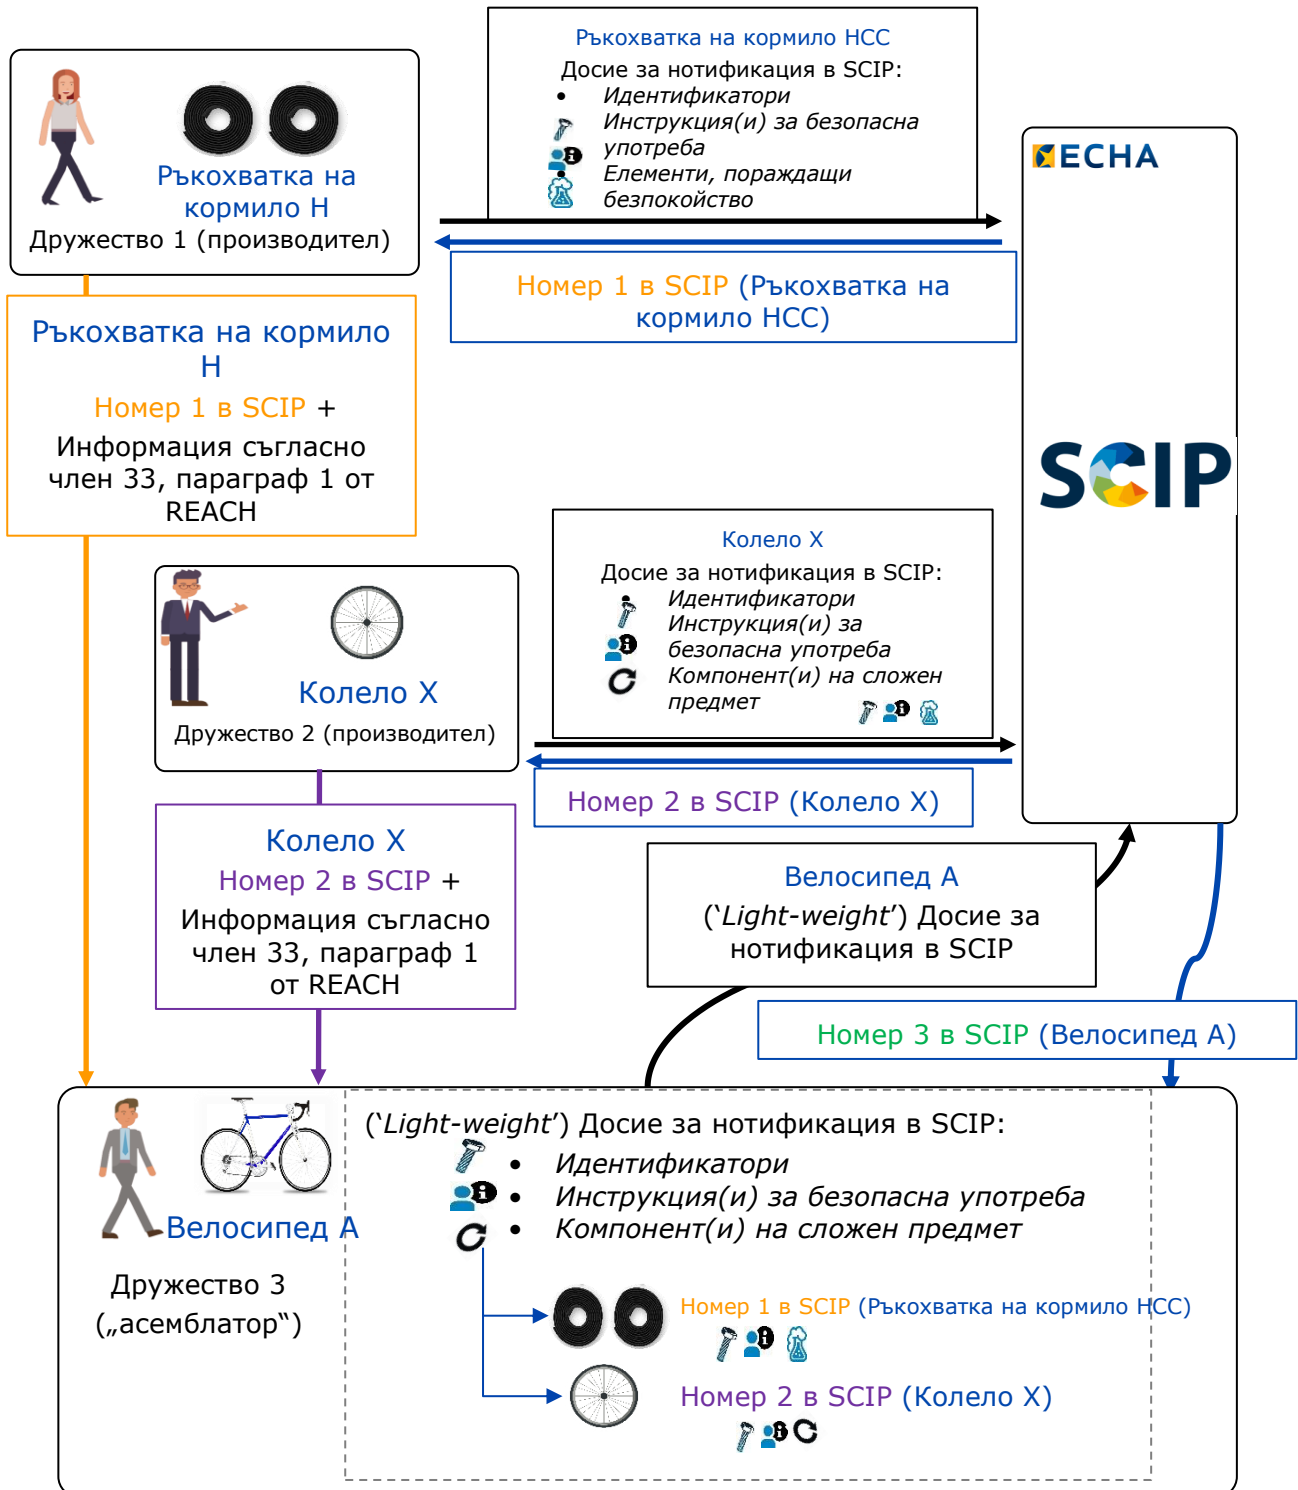 Ръкохватка на кормило HCC
Досие за нотификация в SCIP:
• Идентификатори
Инструкция(и) за безопасна
употреба
• Елементи, пораждащи
безпокойство
Ръкохватка на
кормило H
Дружество 1 (производител)
ECHA
SCIP
Номер 1 в SCIP (Ръкохватка на
кормило HCC)
Ръкохватка на кормило
H
Номер 1 в SCIP +
Информация съгласно
член 33, параграф 1 от
REACH
Колело X
Досие за нотификация в SCIP:
• Идентификатори
Инструкция(и) за
безопасна употреба
Компонент(и) на сложен
предмет
Колело X
Дружество 2 (производител)
Номер 2 в SCIP (Колело X)
Колело X
Номер 2 в SCIP +
Информация съгласно
член 33, параграф 1
от REACH
Велосипед A
(‘Light-weight’) Досие за
нотификация в SCIP
Номер 3 в SCIP (Велосипед A)
Велосипед A
Дружество 3
(„асемблатор“)
(‘Light-weight’) Досие за нотификация в SCIP:
• Идентификатори
• Инструкция(и) за безопасна употреба
• Компонент(и) на сложен предмет
Номер 1 в SCIP (Ръкохватка на кормило HCC)
Номер 2 в SCIP (Колело X)